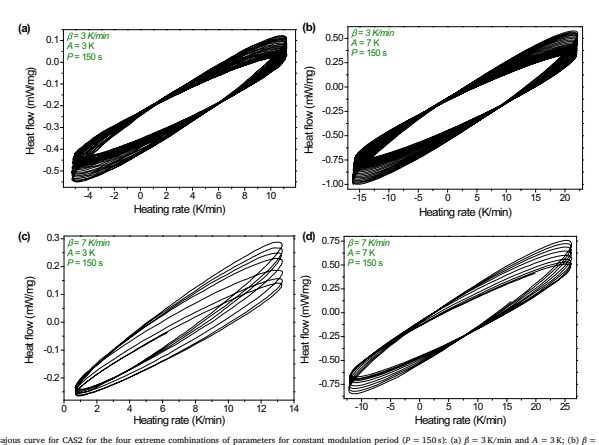 (a)
β = 3 K/min
A = 3 K
P = 150 s
0.1
0.0
-0.1
-0.2
-0.3
-0.4
-0.5
Heat flow (mW/mg)
-4 -2 0 2 4 6 8 10
Heating rate (K/min)
(b)
β = 3 K/min
A = 7 K
P = 150 s
0.50
0.25
0.00
-0.25
-0.50
-0.75
-1.00
Heat flow (mW/mg)
-15 -10 -5 0 5 10 15 20
Heating rate (K/min)
(c)
β = 7 K/min
A = 3 K
P = 150 s
0.3
0.2
0.1
0.0
-0.1
-0.2
Heat flow (mW/mg)
0 2 4 6 8 10 12 14
Heating rate (K/min)
(d)
β = 7 K/min
A = 7 K
P = 150 s
0.75
0.50
0.25
0.00
-0.25
-0.50
-0.75
Heat flow (mW/mg)
-10 -5 0 5 10 15 20 25
Heating rate (K/min)
ajous curve for CAS2 for the four extreme combinations of parameters for constant modulation period (P = 150 s): (a) β = 3 K/min and A = 3 K; (b) β =